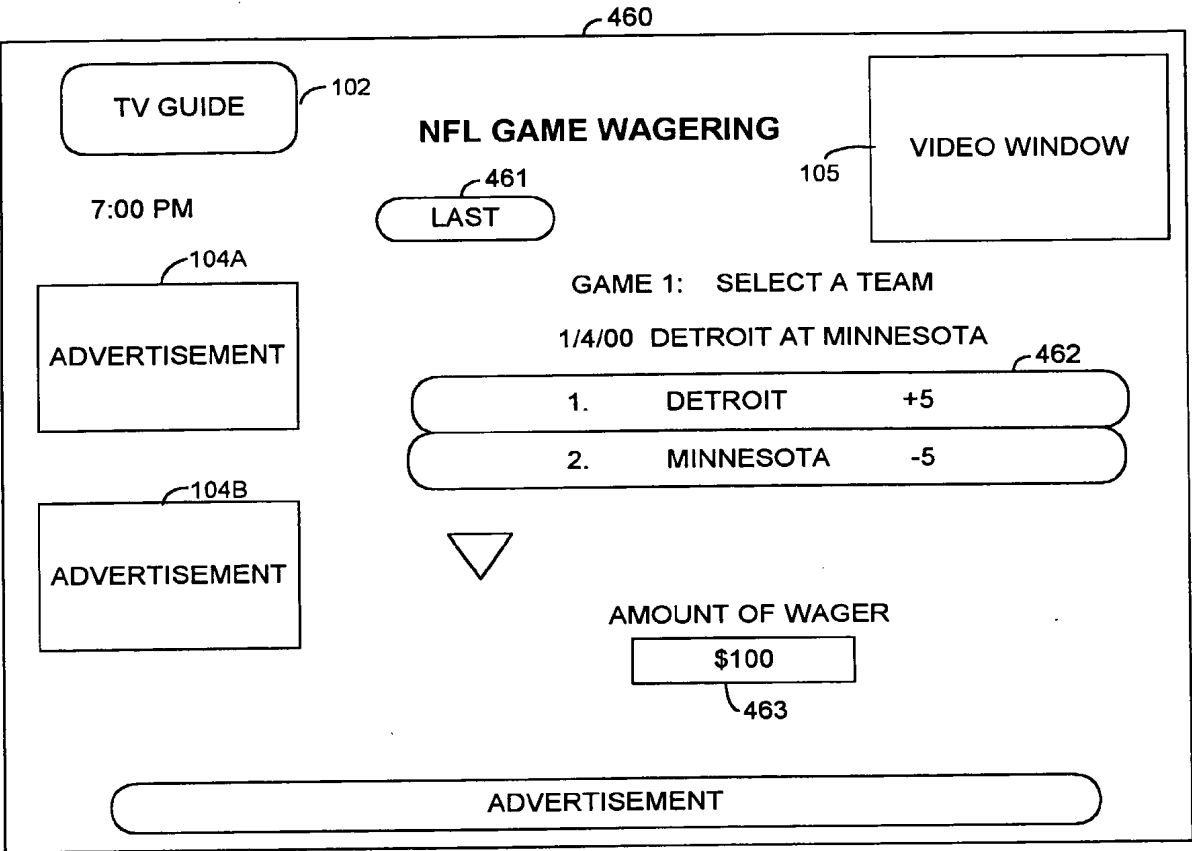 460
TV GUIDE
102
NFL GAME WAGERING
VIDEO WINDOW
105
7:00 PM
461
LAST
104A
ADVERTISEMENT
GAME 1: SELECT A TEAM
1/4/00 DETROIT AT MINNESOTA
462
1. DETROIT +5
2. MINNESOTA -5
104B
ADVERTISEMENT
AMOUNT OF WAGER
$100
463
ADVERTISEMENT